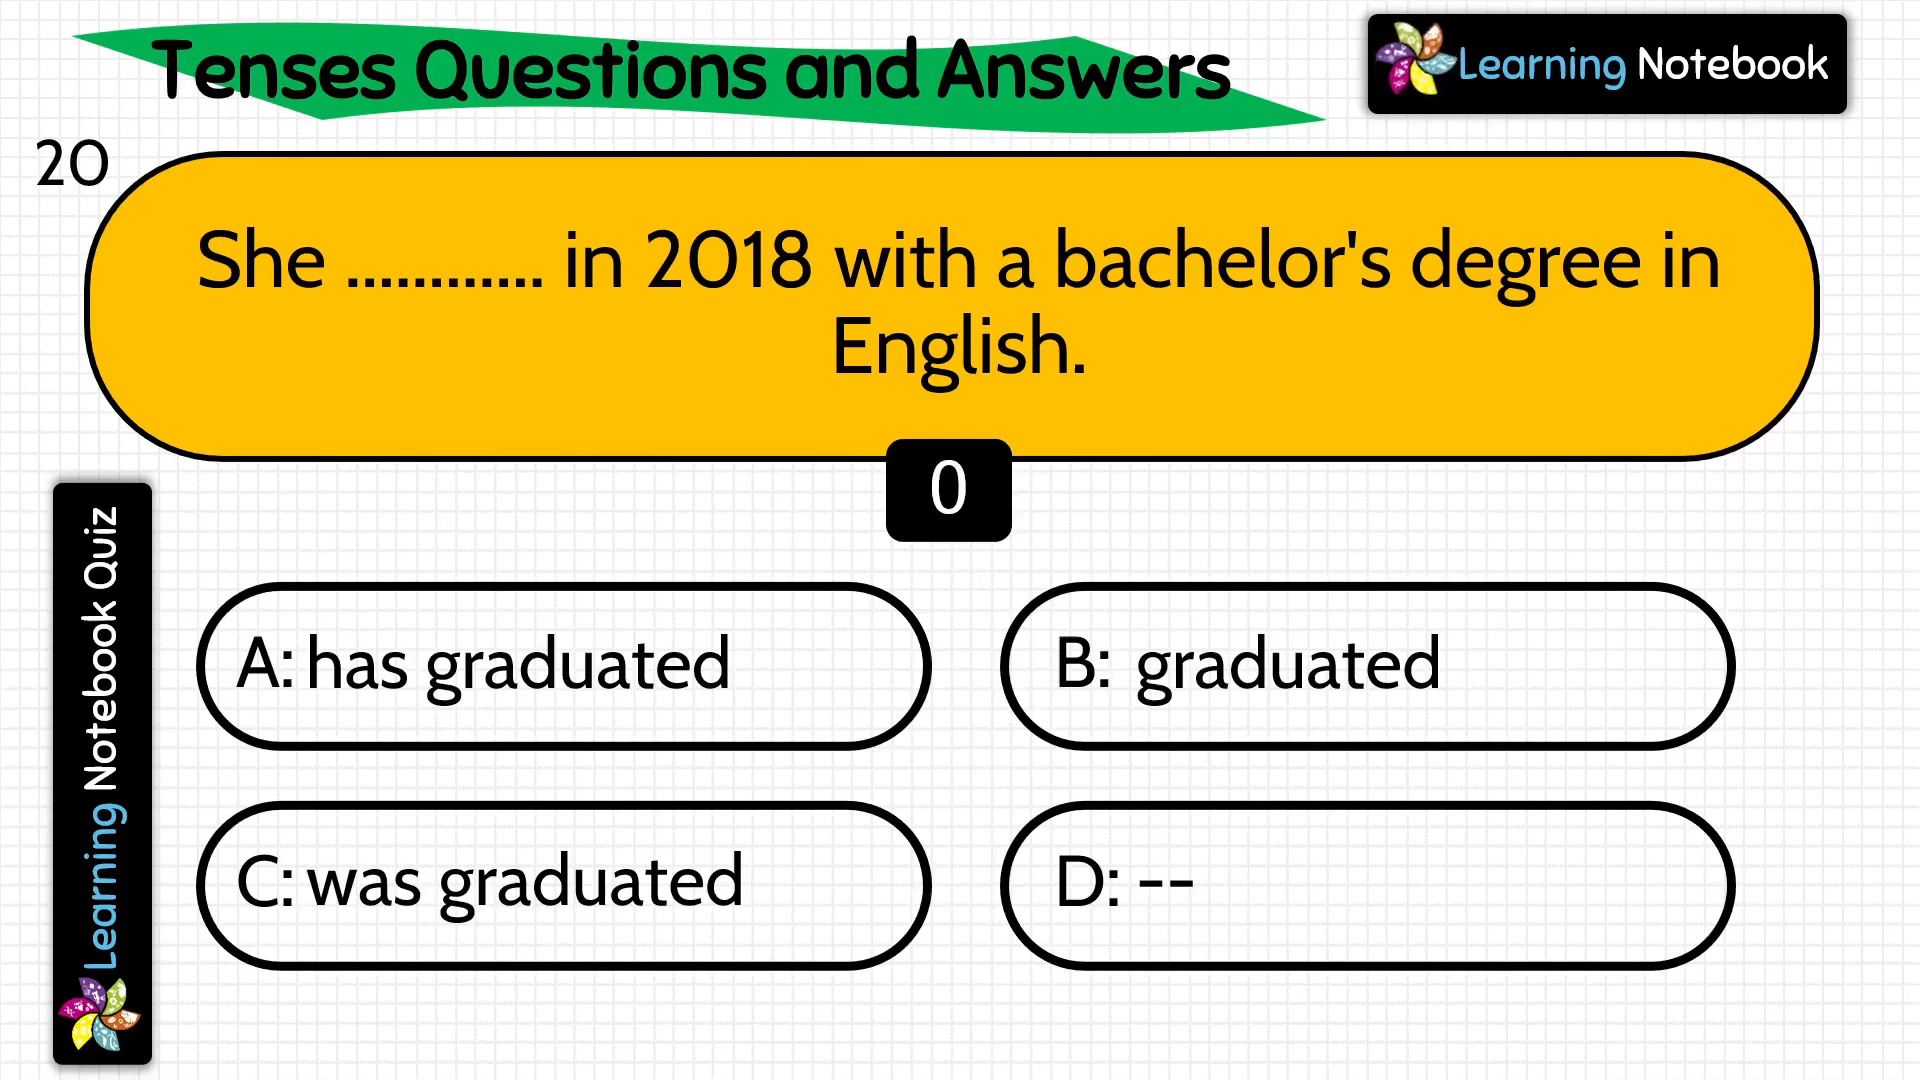 Tenses Questions and Answers
Learning Notebook
20
She ............ in 2018 with a bachelor's degree in
English.
0
A: has graduated
B: graduated
C: was graduated
D: --
Learning Notebook Quiz